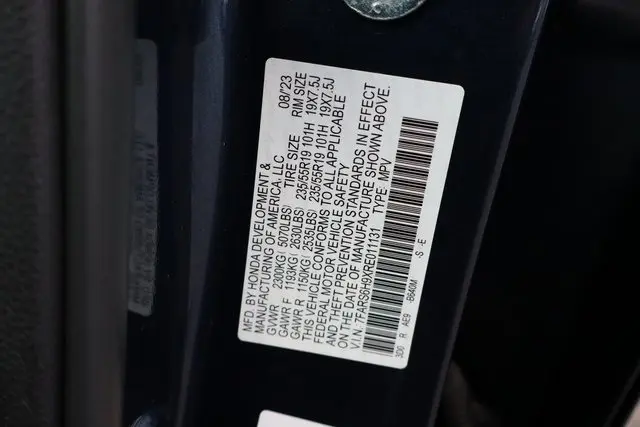 MFD. BY HONDA DEVELOPMENT & 08/'23
MANUFACTURING OF AMERICA, LLC
GVWR 2300KG( 5070LBS) TIRE SIZE RIM SIZE
GAWR F 1193KG( 2630LBS) 235/55R19 101H 19X7.5J
GAWR R 1150KG( 2535LBS) 235/55R19 101H 19X7.5J
THIS VEHICLE CONFORMS TO ALL APPLICABLE
FEDERAL MOTOR VEHICLE SAFETY
AND THEFT PREVENTION STANDARDS IN EFFECT
ON THE DATE OF MANUFACTURE SHOWN ABOVE.
V.I.N. 7FARS6H9XRE011131 TYPE: MPV
3D00 R AE9 -B640M -S -E